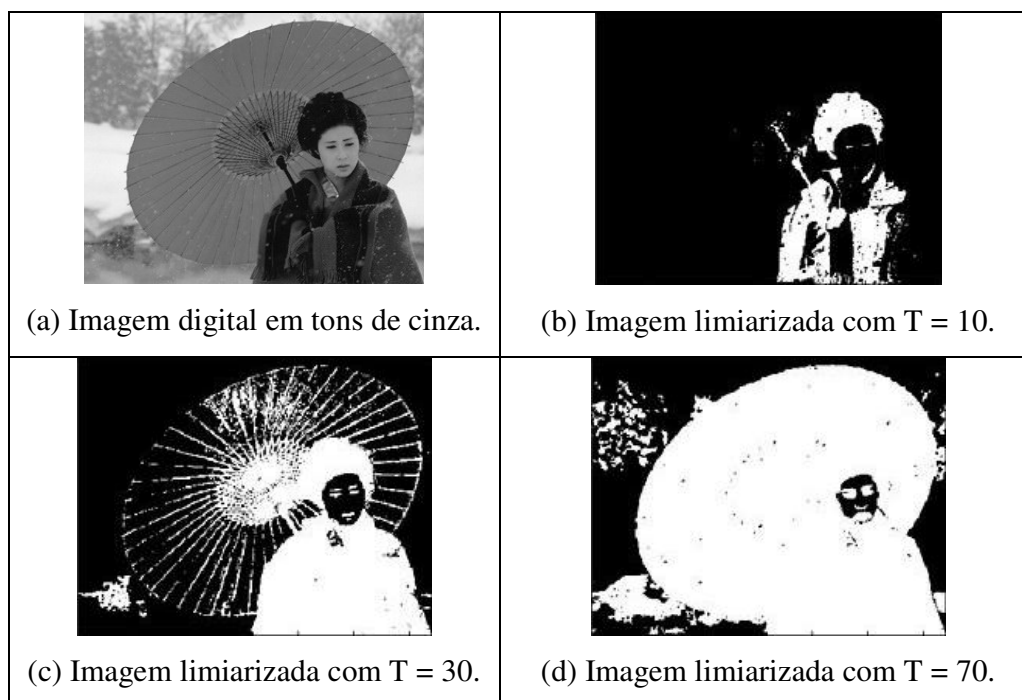 (a) Imagem digital em tons de cinza.
(b) Imagem limiarizada com T = 10.
(c) Imagem limiarizada com T = 30.
(d) Imagem limiarizada com T = 70.